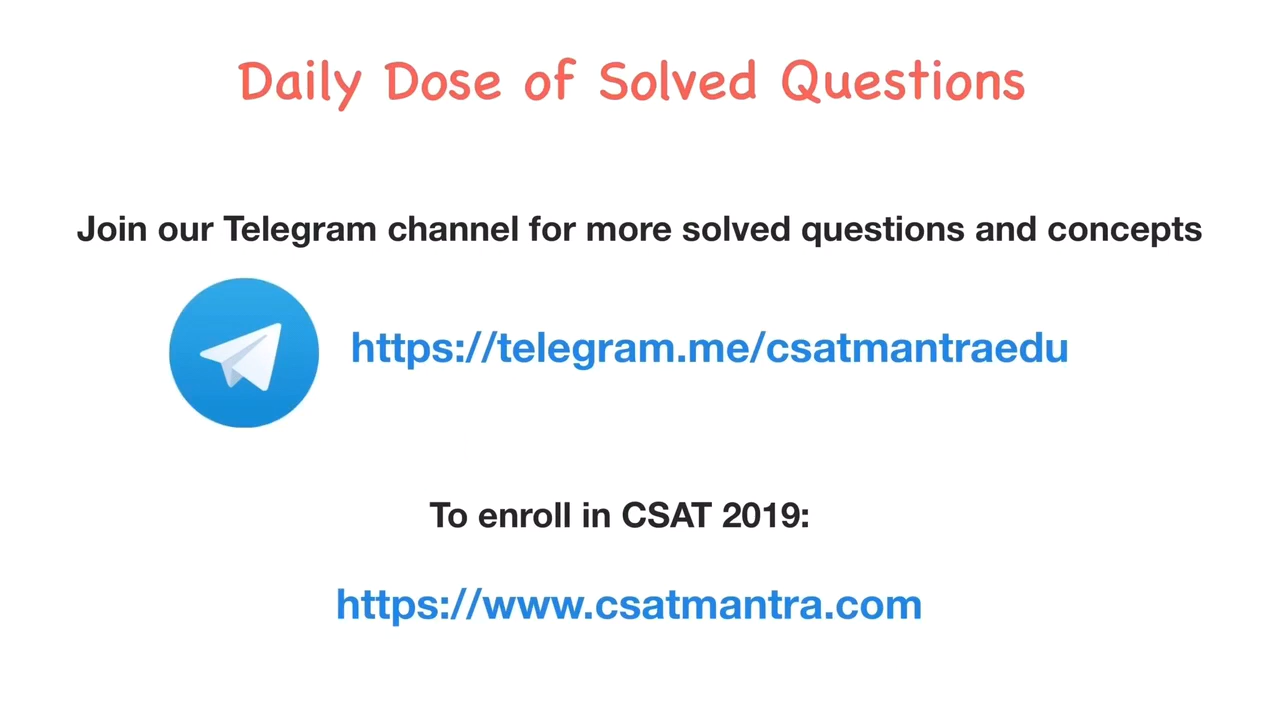 Daily Dose of Solved Questions
Join our Telegram channel for more solved questions and concepts
https://telegram.me/csatmantraedu
To enroll in CSAT 2019:
https://www.csatmantra.com